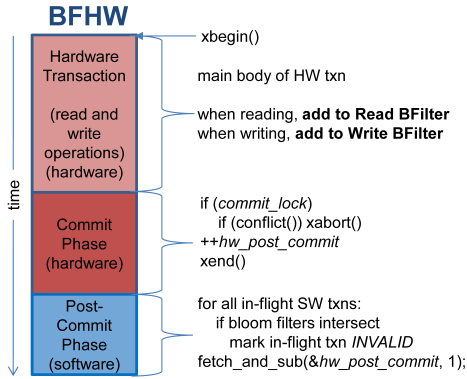 BFHW
xbegin()
Hardware
Transaction
main body of HW txn
(read and
write
operations)
(hardware)
when reading, add to Read BFilter
when writing, add to Write BFilter
time
Commit
Phase
(hardware)
if (commit_lock)
if (conflict()) xabort()
++hw_post_commit
xend()
Post-
Commit
Phase
(software)
for all in-flight SW txns:
if bloom filters intersect
mark in-flight txn INVALID
fetch_and_sub(&hw_post_commit, 1);